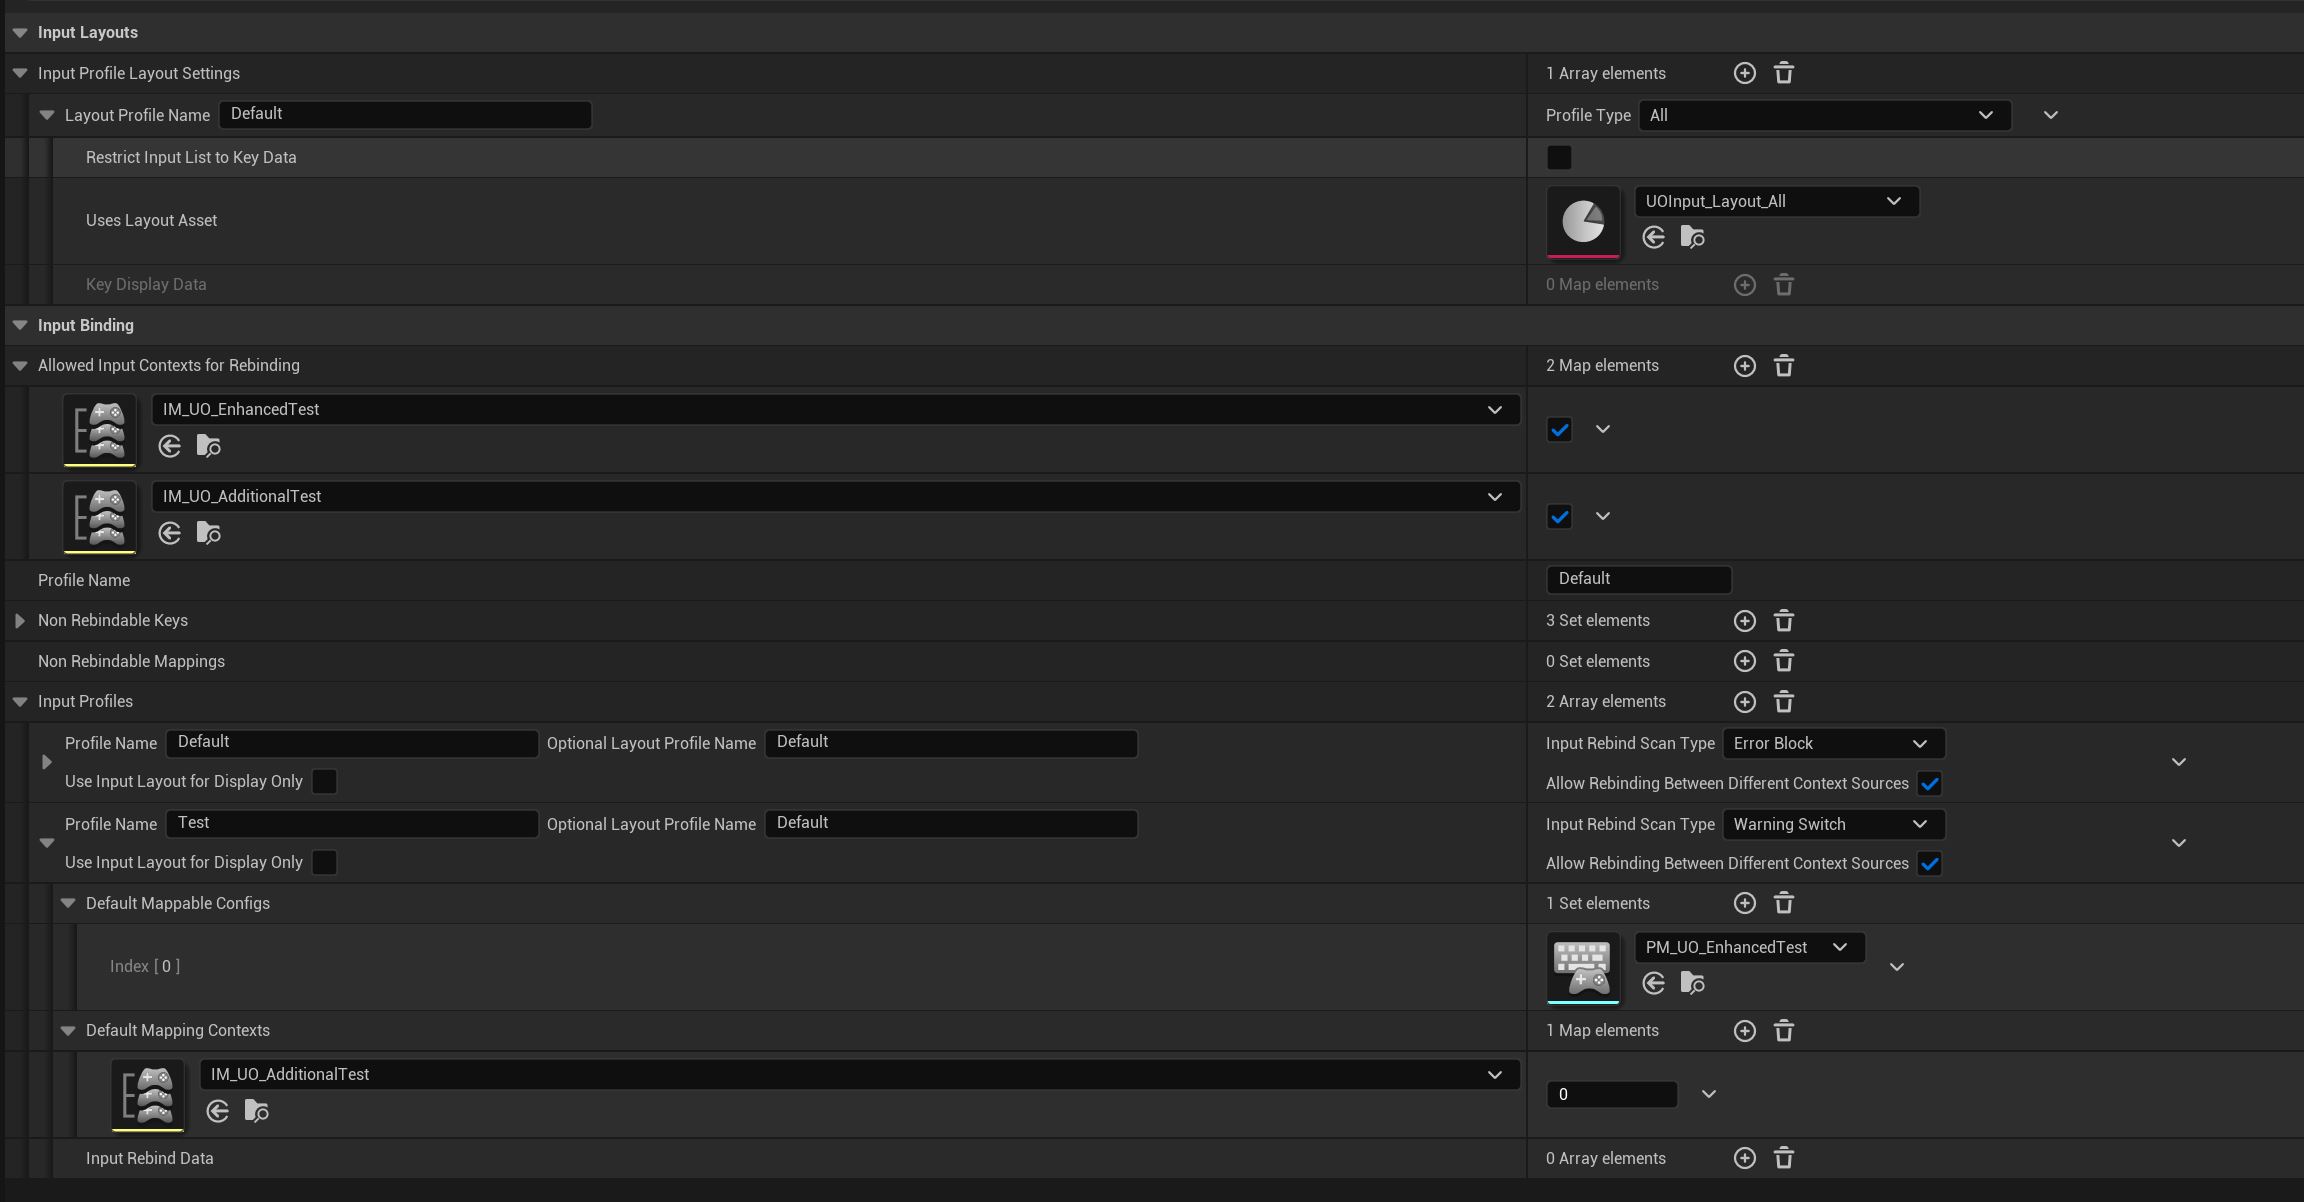 Input Layouts
Input Profile Layout Settings 1 Array elements
Layout Profile Name Default Profile Type All
Restrict Input List to Key Data
Uses Layout Asset UOInput_Layout_All
Key Display Data 0 Map elements
Input Binding
Allowed Input Contexts for Rebinding 2 Map elements
IM_UO_EnhancedTest
IM_UO_AdditionalTest
Profile Name Default
Non Rebindable Keys 3 Set elements
Non Rebindable Mappings 0 Set elements
Input Profiles 2 Array elements
Profile Name Default Optional Layout Profile Name Default Input Rebind Scan Type Error Block
Use Input Layout for Display Only Allow Rebinding Between Different Context Sources
Profile Name Test Optional Layout Profile Name Default Input Rebind Scan Type Warning Switch
Use Input Layout for Display Only Allow Rebinding Between Different Context Sources
Default Mappable Configs 1 Set elements
Index [ 0 ] PM_UO_EnhancedTest
Default Mapping Contexts 1 Map elements
IM_UO_AdditionalTest 0
Input Rebind Data 0 Array elements